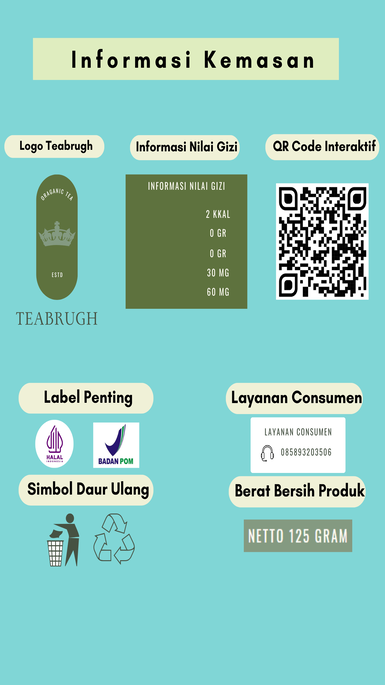 Informasi Kemasan
Logo Teabrugh
Informasi Nilai Gizi
QR Code Interaktif
ORAGANIC TEA
ESTD
TEABRUGH
INFORMASI NILAI GIZI
2 KKAL
0 GR
0 GR
30 MG
60 MG
Label Penting
HALAL
INDONESIA
BADAN POM
Layanan Consumen
LAYANAN CONSUMEN
085893203506
Simbol Daur Ulang
Berat Bersih Produk
NETTO 125 GRAM